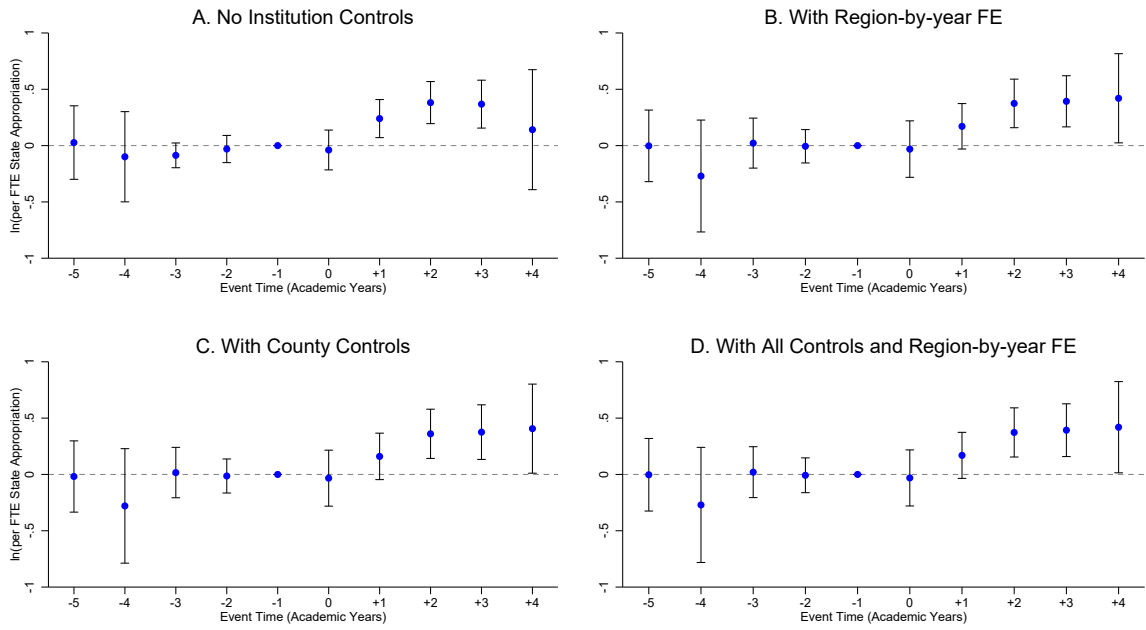 A. No Institution Controls
ln(per FTE State Appropriation)
1
.5
0
-.5
-1
-5 -4 -3 -2 -1 0 +1 +2 +3 +4
Event Time (Academic Years)
B. With Region-by-year FE
1
.5
0
-.5
-1
-5 -4 -3 -2 -1 0 +1 +2 +3 +4
Event Time (Academic Years)
C. With County Controls
ln(per FTE State Appropriation)
1
.5
0
-.5
-1
-5 -4 -3 -2 -1 0 +1 +2 +3 +4
Event Time (Academic Years)
D. With All Controls and Region-by-year FE
1
.5
0
-.5
-1
-5 -4 -3 -2 -1 0 +1 +2 +3 +4
Event Time (Academic Years)